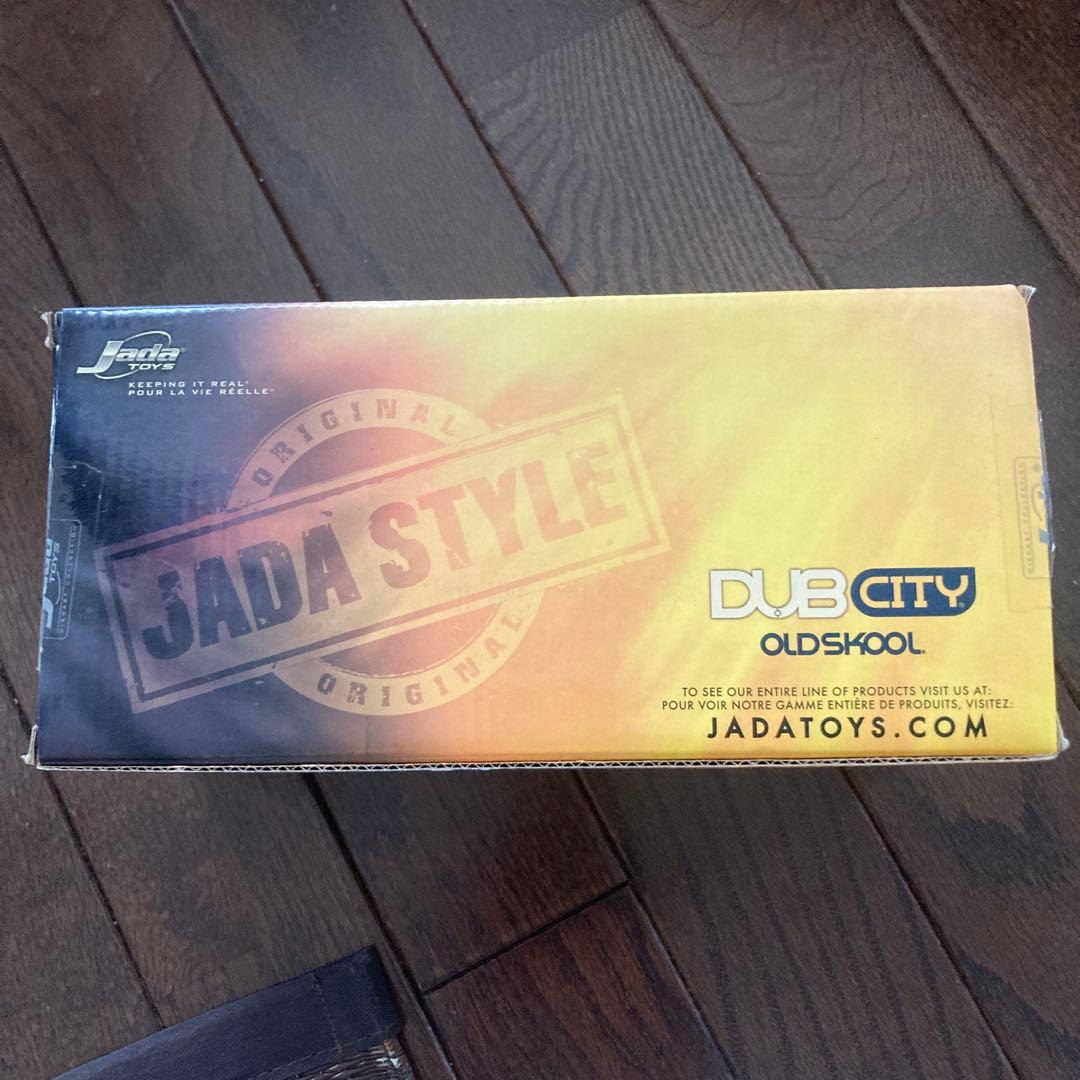 Jada
TOYS
KEEPING IT REAL®
POUR LA VIE RÉELLE®
ORIGINAL
JADA STYLE
ORIGINAL
TOYS
DUB CITY®
OLDSKOOL®
TO SEE OUR ENTIRE LINE OF PRODUCTS VISIT US AT:
POUR VOIR NOTRE GAMME ENTIÈRE DE PRODUITS, VISITEZ:
JADATOYS.COM